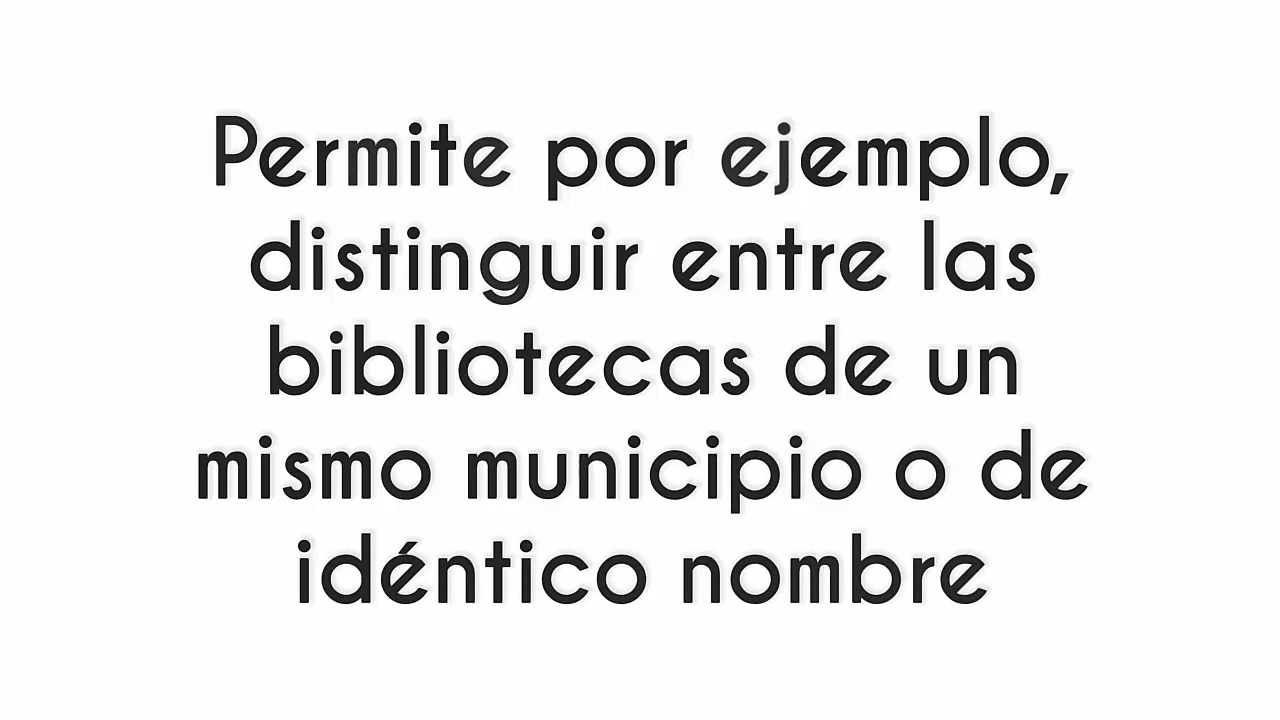 Permite por ejemplo,
distinguir entre las
bibliotecas de un
mismo municipio o de
idéntico nombre